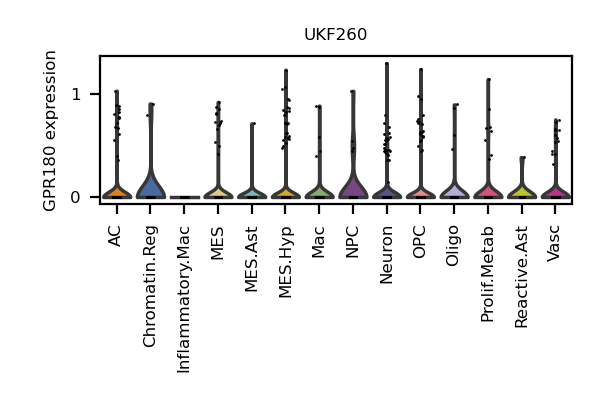 UKF260
GPR180 expression
1
0
AC
Chromatin.Reg
Inflammatory.Mac
MES
MES.Ast
MES.Hyp
Mac
NPC
Neuron
OPC
Oligo
Prolif.Metab
Reactive.Ast
Vasc